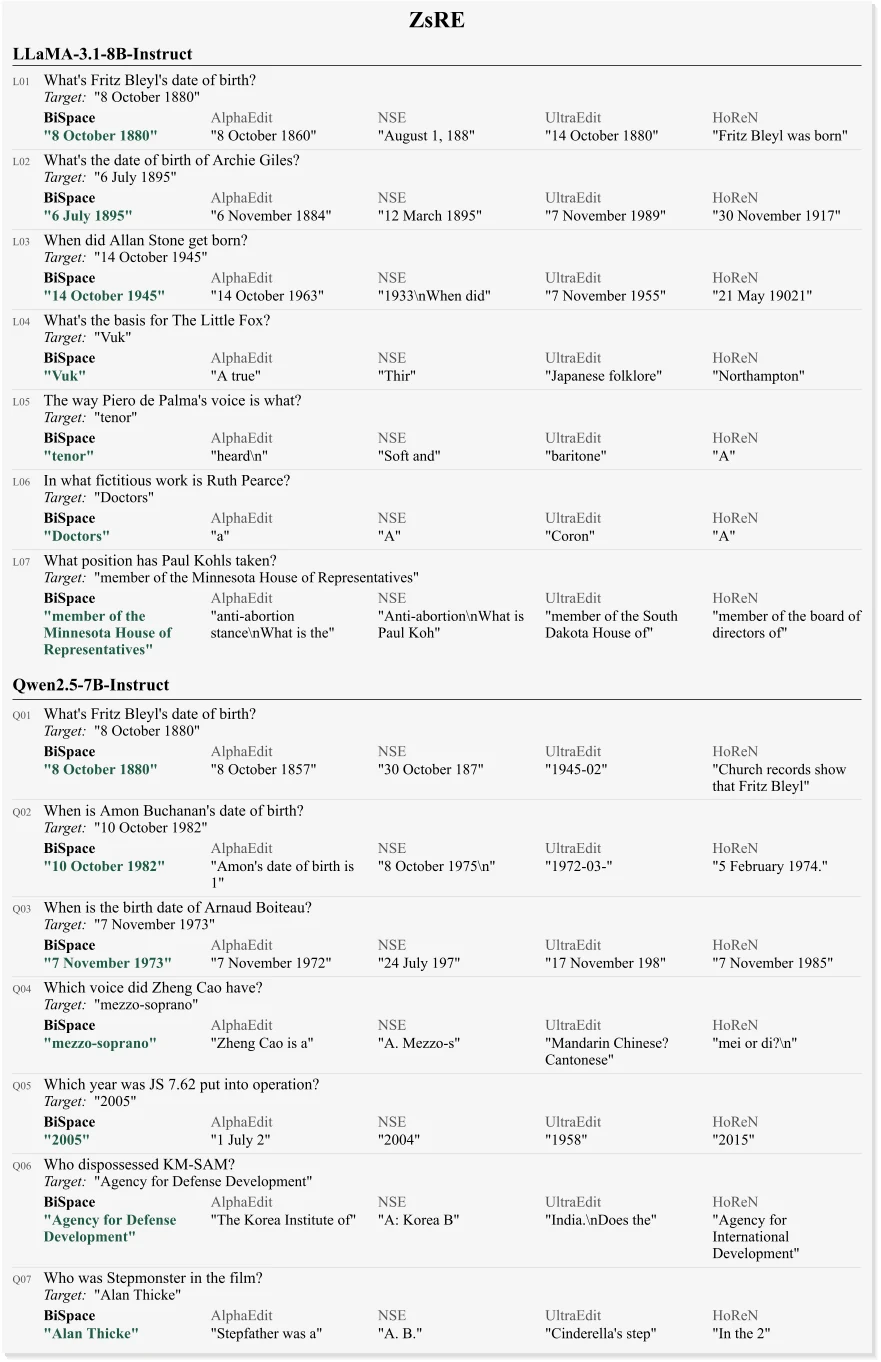 ZsRE
LLaMA-3.1-8B-Instruct
L01 What's Fritz Bleyl's date of birth?
Target: "8 October 1880"
BiSpace AlphaEdit NSE UltraEdit HoReN
"8 October 1880" "8 October 1860" "August 1, 188" "14 October 1880" "Fritz Bleyl was born"
L02 What's the date of birth of Archie Giles?
Target: "6 July 1895"
BiSpace AlphaEdit NSE UltraEdit HoReN
"6 July 1895" "6 November 1884" "12 March 1895" "7 November 1989" "30 November 1917"
L03 When did Allan Stone get born?
Target: "14 October 1945"
BiSpace AlphaEdit NSE UltraEdit HoReN
"14 October 1945" "14 October 1963" "1933\nWhen did" "7 November 1955" "21 May 19021"
L04 What's the basis for The Little Fox?
Target: "Vuk"
BiSpace AlphaEdit NSE UltraEdit HoReN
"Vuk" "A true" "Thir" "Japanese folklore" "Northampton"
L05 The way Piero de Palma's voice is what?
Target: "tenor"
BiSpace AlphaEdit NSE UltraEdit HoReN
"tenor" "heard\n" "Soft and" "baritone" "A"
L06 In what fictitious work is Ruth Pearce?
Target: "Doctors"
BiSpace AlphaEdit NSE UltraEdit HoReN
"Doctors" "a" "A" "Coron" "A"
L07 What position has Paul Kohls taken?
Target: "member of the Minnesota House of Representatives"
BiSpace AlphaEdit NSE UltraEdit HoReN
"member of the "anti-abortion "Anti-abortion\nWhat is "member of the South "member of the board of
Minnesota House of stance\nWhat is the" Paul Koh" Dakota House of" directors of"
Representatives"
Qwen2.5-7B-Instruct
Q01 What's Fritz Bleyl's date of birth?
Target: "8 October 1880"
BiSpace AlphaEdit NSE UltraEdit HoReN
"8 October 1880" "8 October 1857" "30 October 187" "1945-02" "Church records show
that Fritz Bleyl"
Q02 When is Amon Buchanan's date of birth?
Target: "10 October 1982"
BiSpace AlphaEdit NSE UltraEdit HoReN
"10 October 1982" "Amon's date of birth is "8 October 1975\n" "1972-03-" "5 February 1974."
1"
Q03 When is the birth date of Arnaud Boiteau?
Target: "7 November 1973"
BiSpace AlphaEdit NSE UltraEdit HoReN
"7 November 1973" "7 November 1972" "24 July 197" "17 November 198" "7 November 1985"
Q04 Which voice did Zheng Cao have?
Target: "mezzo-soprano"
BiSpace AlphaEdit NSE UltraEdit HoReN
"mezzo-soprano" "Zheng Cao is a" "A. Mezzo-s" "Mandarin Chinese? "mei or di?\n"
Cantonese"
Q05 Which year was JS 7.62 put into operation?
Target: "2005"
BiSpace AlphaEdit NSE UltraEdit HoReN
"2005" "1 July 2" "2004" "1958" "2015"
Q06 Who dispossessed KM-SAM?
Target: "Agency for Defense Development"
BiSpace AlphaEdit NSE UltraEdit HoReN
"Agency for Defense "The Korea Institute of" "A: Korea B" "India.\nDoes the" "Agency for
Development" International
Development"
Q07 Who was Stepmonster in the film?
Target: "Alan Thicke"
BiSpace AlphaEdit NSE UltraEdit HoReN
"Alan Thicke" "Stepfather was a" "A. B." "Cinderella's step" "In the 2"